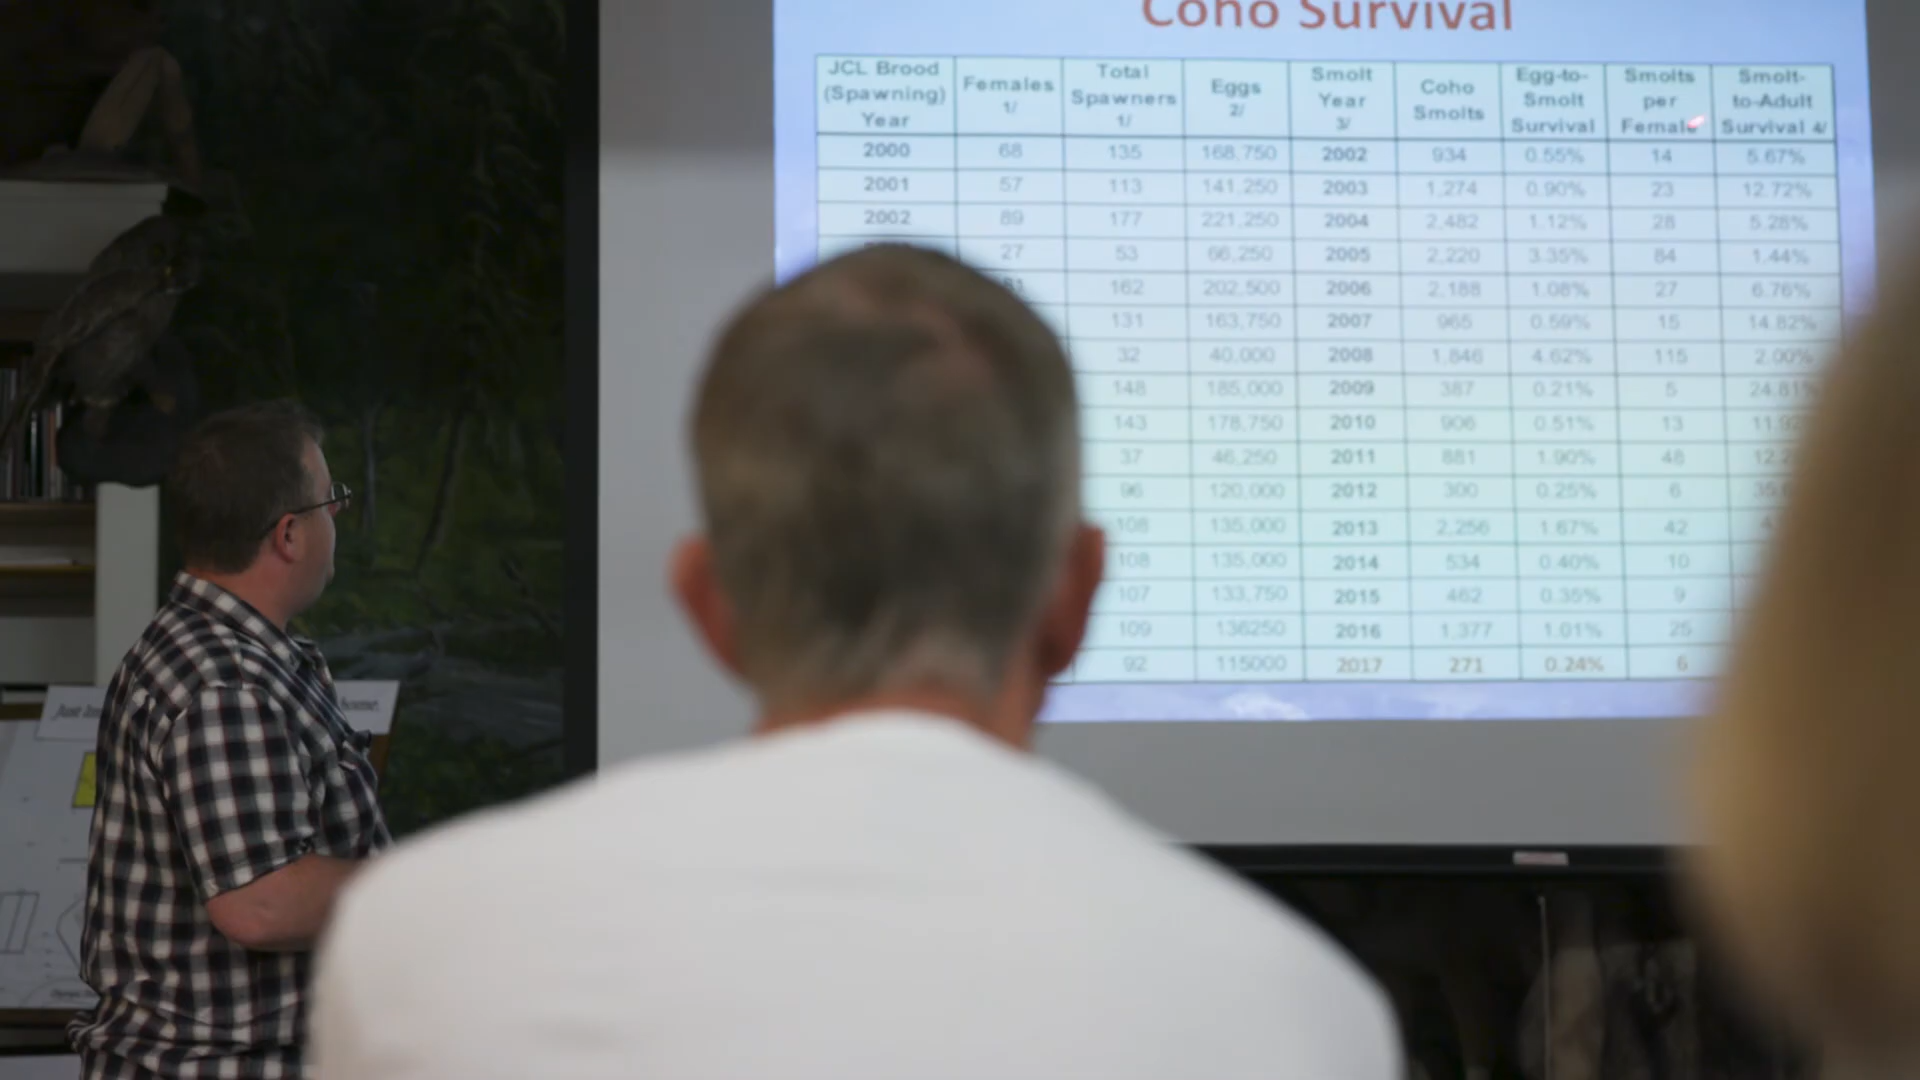 Coho Survival
JCL Brood (Spawning) Year Females 1/ Total Spawners 1/ Eggs 2/ Smolt Year 3/ Coho Smolts Egg-to-Smolt Survival Smolts per Female Smolt-to-Adult Survival 4/
2000 68 135 168,750 2002 934 0.55% 14 5.67%
2001 57 113 141,250 2003 1,274 0.90% 23 12.72%
2002 89 177 221,250 2004 2,482 1.12% 28 5.28%
27 53 66,250 2005 2,220 3.35% 84 1.44%
162 202,500 2006 2,188 1.08% 27 6.76%
131 163,750 2007 965 0.59% 15 14.82%
32 40,000 2008 1,846 4.62% 115 2.00%
148 185,000 2009 387 0.21% 5 24.81%
143 178,750 2010 906 0.51% 13
37 46,250 2011 881 1.90% 48
96 120,000 2012 300 0.25% 6
108 135,000 2013 2,256 1.67% 42
108 135,000 2014 534 0.40% 10
107 133,750 2015 462 0.35% 9
109 136250 2016 1,377 1.01% 25
92 115000 2017 271 0.24% 6
Just
home.